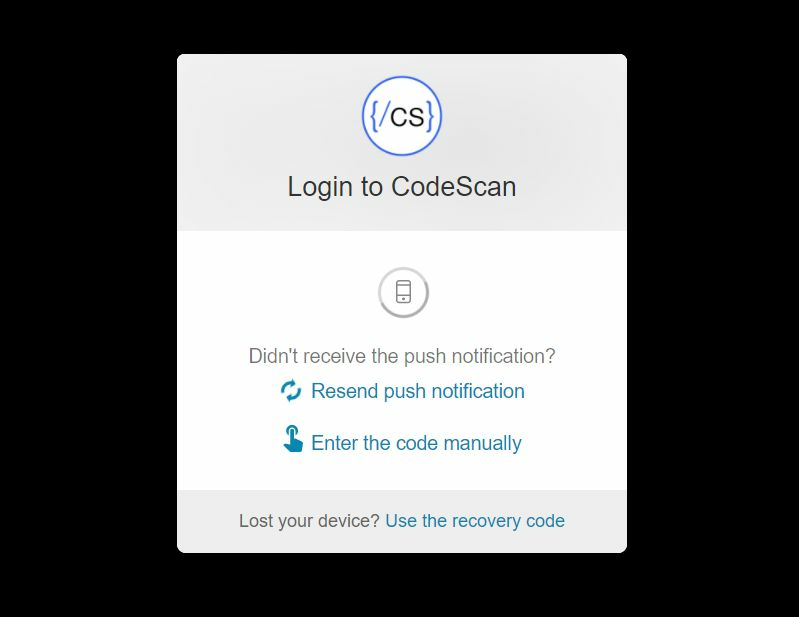 {/CS}
Login to CodeScan
Didn't receive the push notification?
Resend push notification
Enter the code manually
Lost your device? Use the recovery code